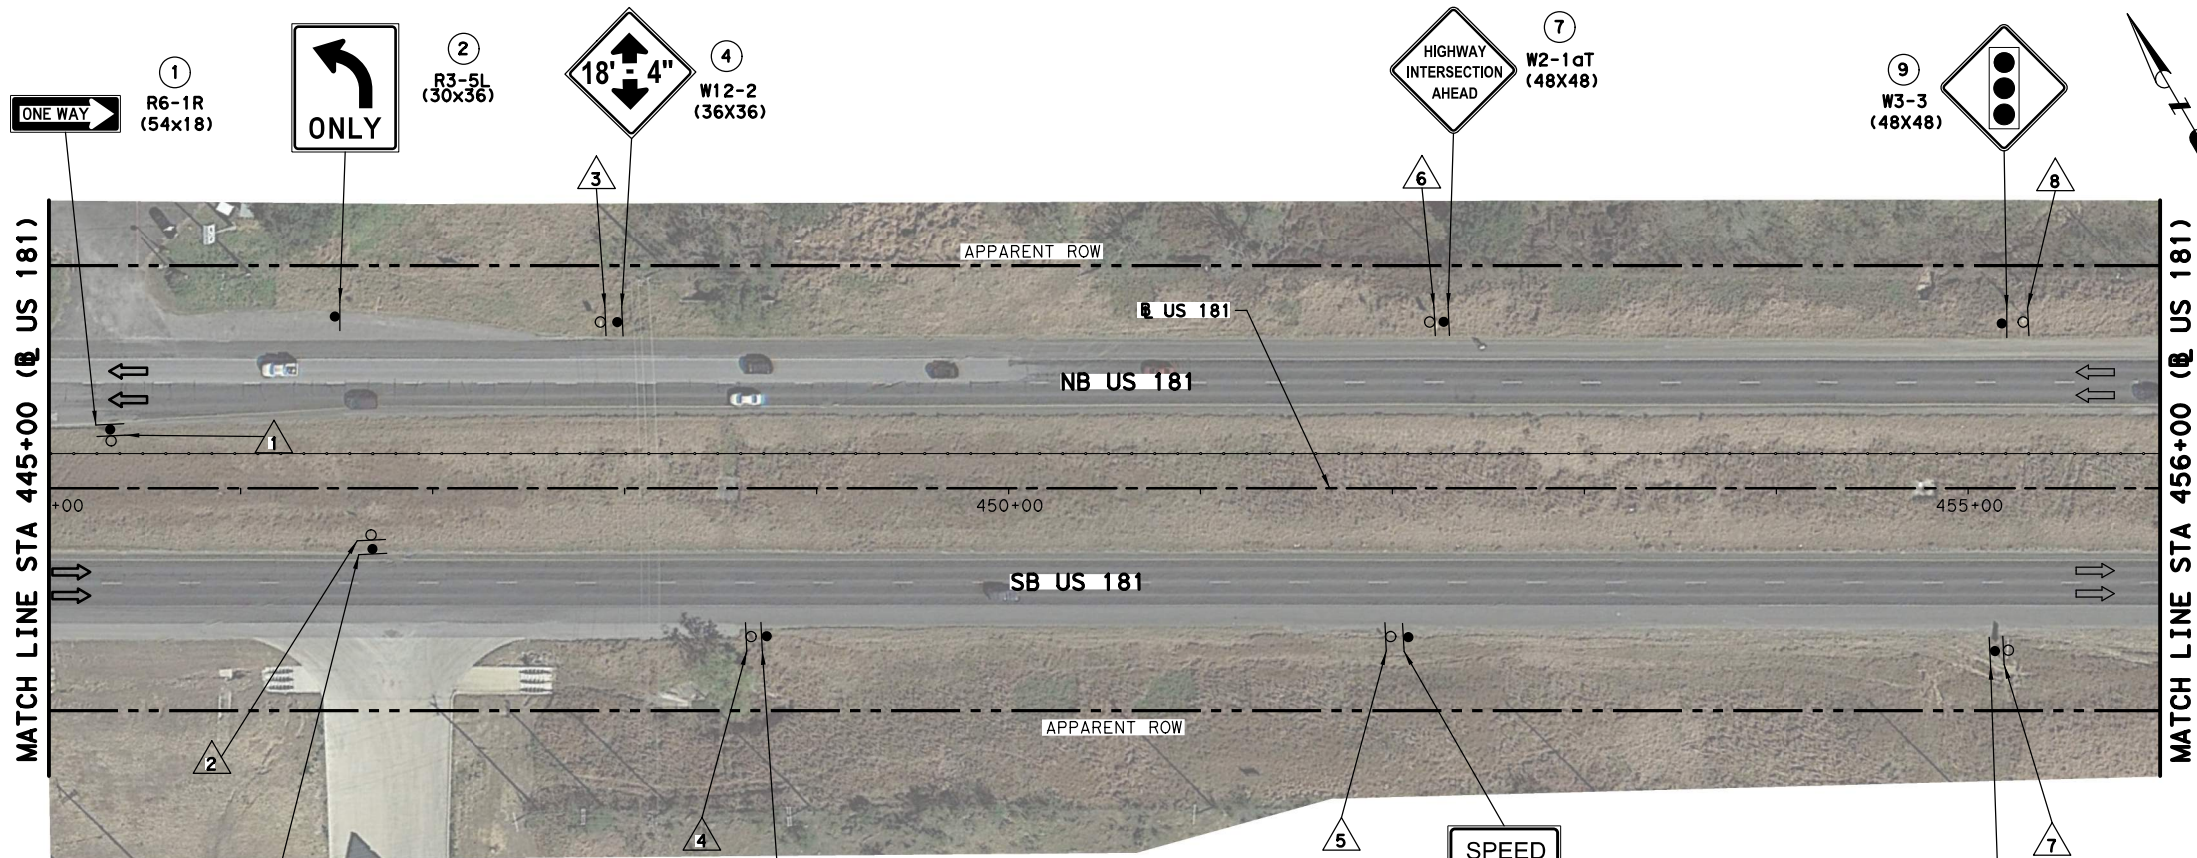 ONE WAY
1
R6-1R
(54x18)
ONLY
2
R3-5L
(30x36)
18' - 4"
4
W12-2
(36X36)
HIGHWAY
INTERSECTION
AHEAD
7
W2-1aT
(48X48)
9
W3-3
(48X48)
3
6
8
APPARENT ROW
BL US 181
NB US 181
1
+00
450+00
455+00
SB US 181
APPARENT ROW
2
4
5
7
SPEED
MATCH LINE STA 445+00 (BL US 181)
MATCH LINE STA 456+00 (BL US 181)